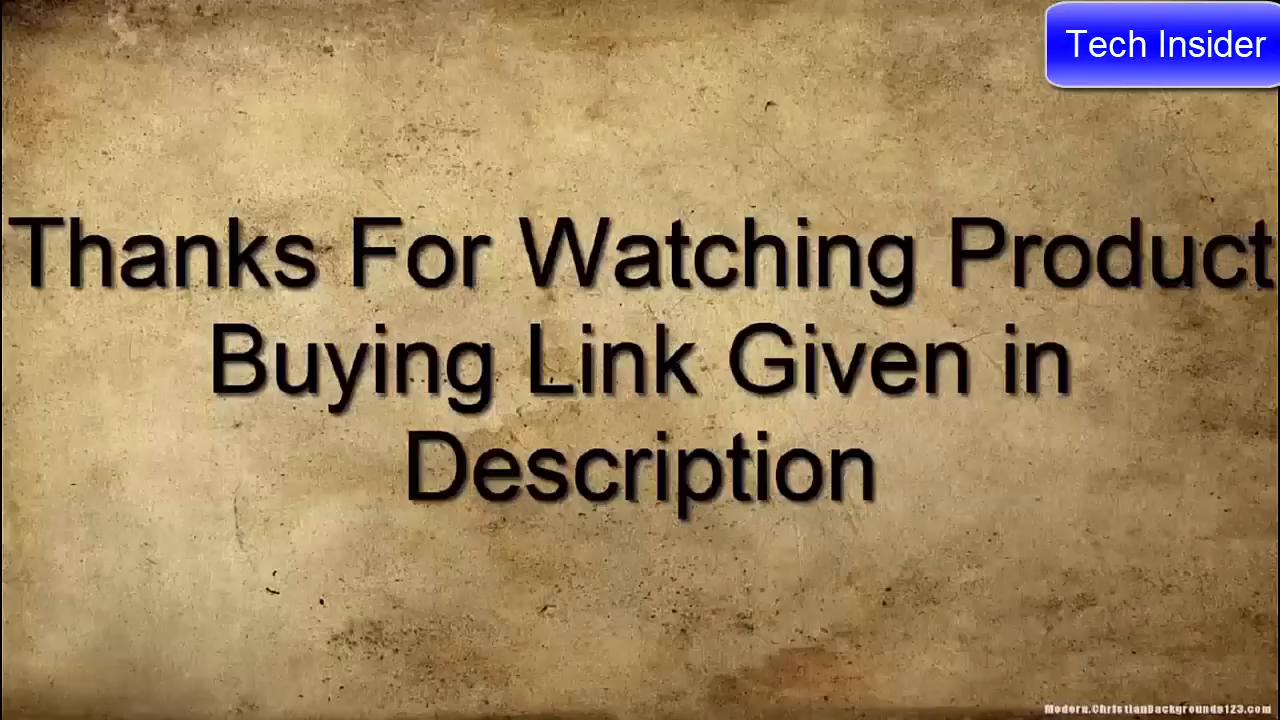 Tech Insider
Thanks For Watching Product
Buying Link Given in
Description
Modern.ChristianBackgrounds123.com